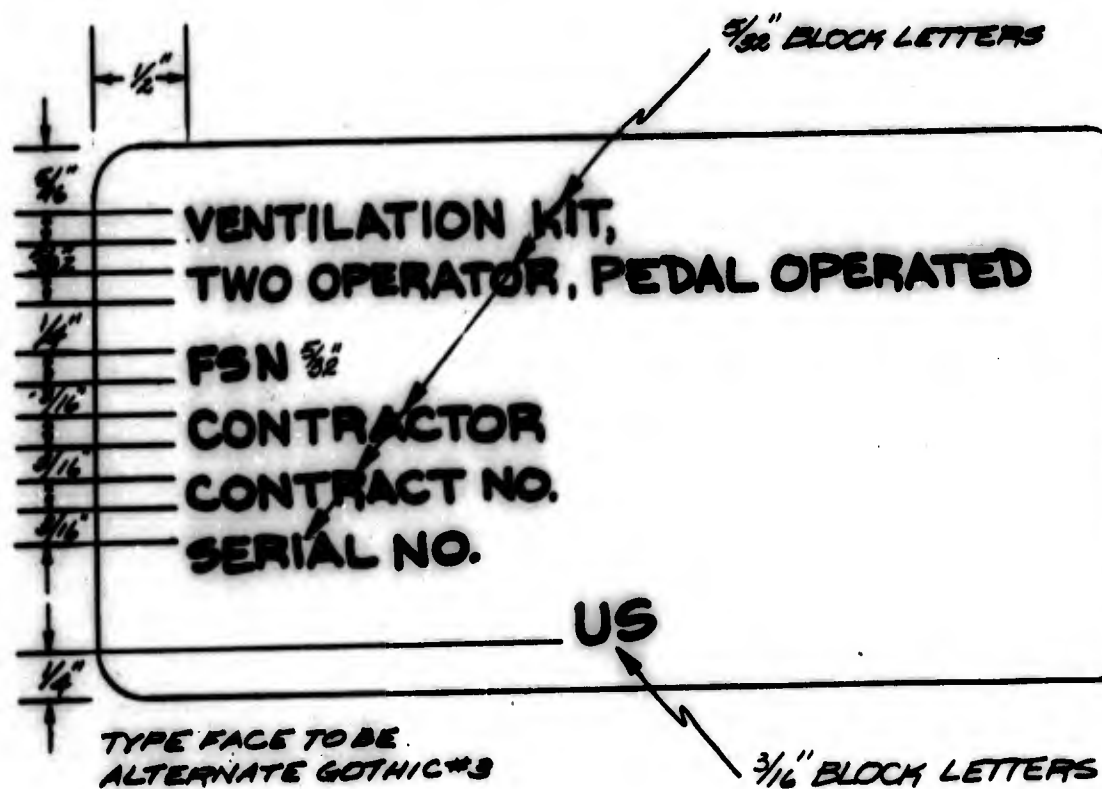 5/32" BLOCK LETTERS
1/2"
5/16"
VENTILATION KIT,
TWO OPERATOR, PEDAL OPERATED
1/4"
FSN 5/32"
3/16"
CONTRACTOR
CONTRACT NO.
3/16"
SERIAL NO.
US
1/4"
TYPE FACE TO BE
ALTERNATE GOTHIC #3
3/16" BLOCK LETTERS